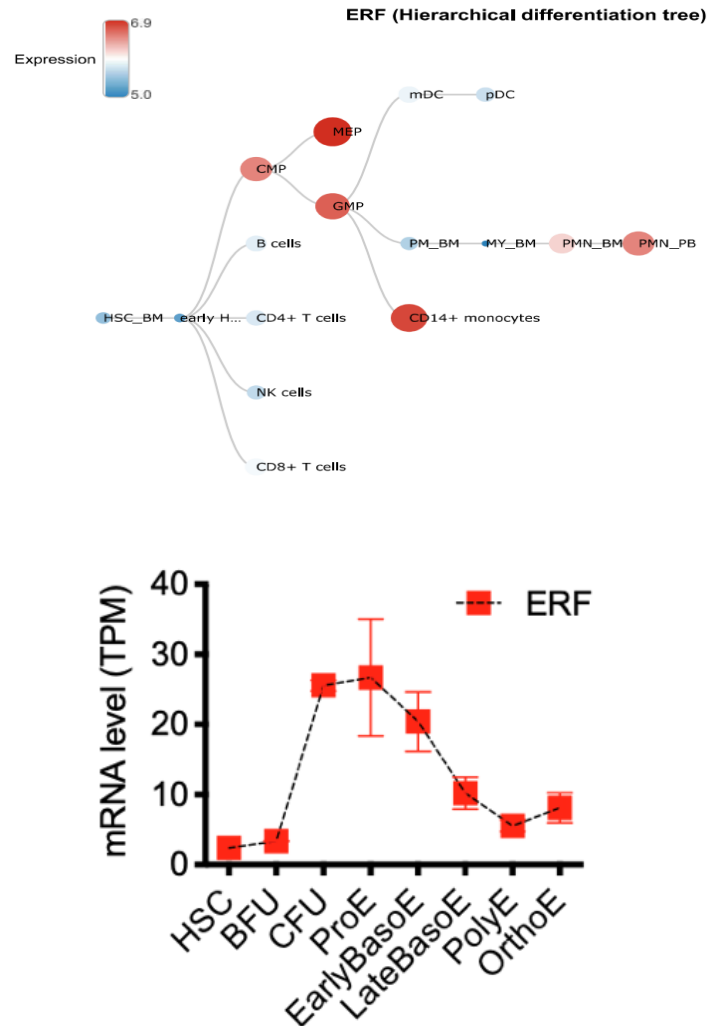 ERF (Hierarchical differentiation tree)
6.9
Expression
5.0
mDC
pDC
MEP
CMP
GMP
B cells
PM_BM
MY_BM
PMN_BM
PMN_PB
HSC_BM
early H...
CD4+ T cells
CD14+ monocytes
NK cells
CD8+ T cells
40
ERF
30
20
10
0
mRNA level (TPM)
HSC
BFU
CFU
ProE
EarlyBasoE
LateBasoE
PolyE
OrthoE